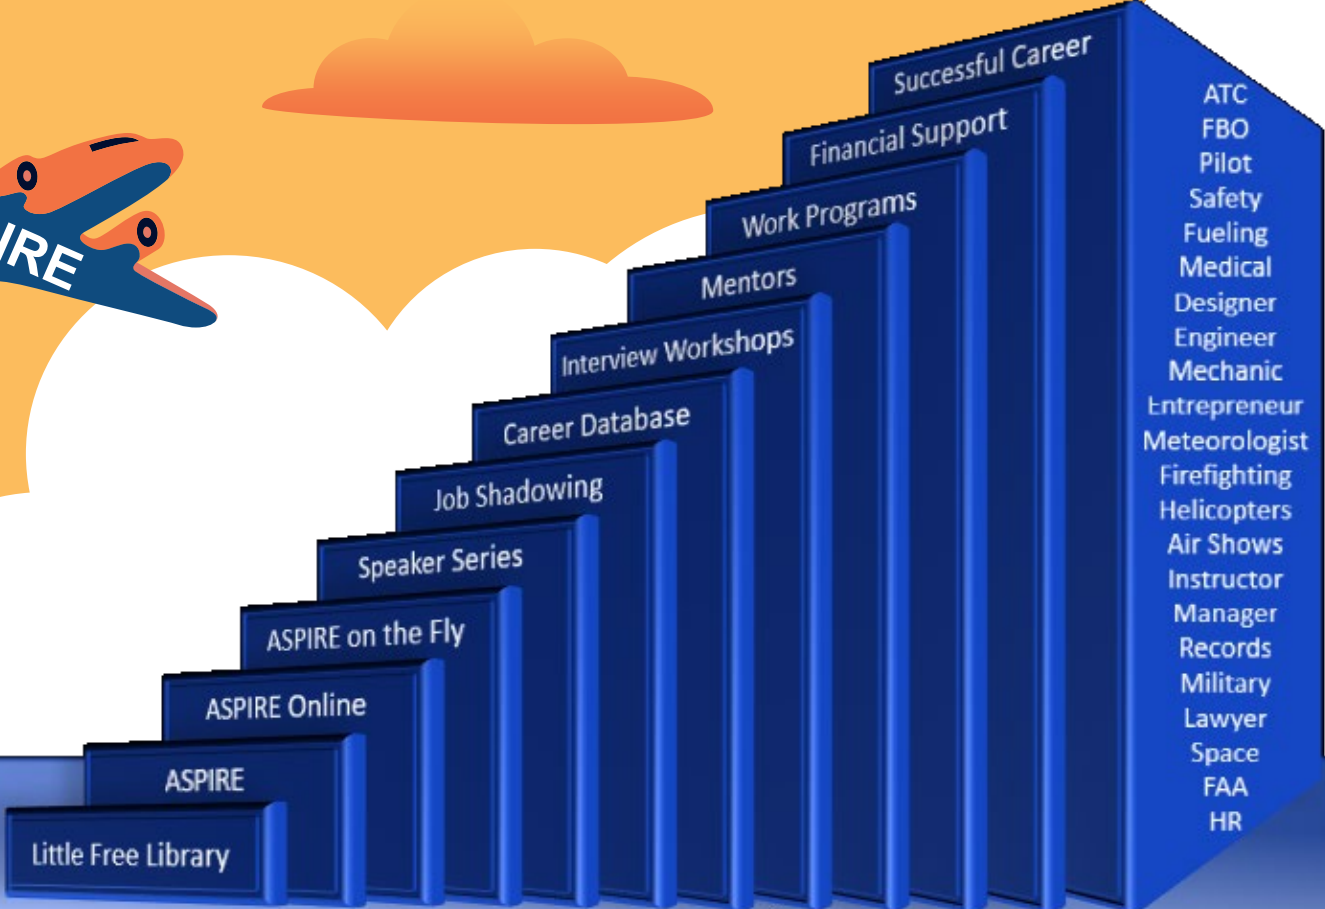 IRE
Successful Career
Financial Support
Work Programs
Mentors
Interview Workshops
Career Database
Job Shadowing
Speaker Series
ASPIRE on the Fly
ASPIRE Online
ASPIRE
Little Free Library
ATC
FBO
Pilot
Safety
Fueling
Medical
Designer
Engineer
Mechanic
Entrepreneur
Meteorologist
Firefighting
Helicopters
Air Shows
Instructor
Manager
Records
Military
Lawyer
Space
FAA
HR